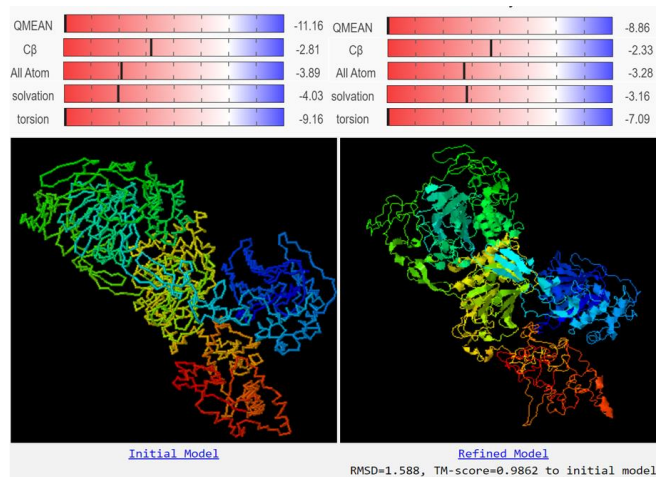 QMEAN -11.16
Cβ -2.81
All Atom -3.89
solvation -4.03
torsion -9.16
QMEAN -8.86
Cβ -2.33
All Atom -3.28
solvation -3.16
torsion -7.09
Initial Model
Refined Model
RMSD=1.588, TM-score=0.9862 to initial model